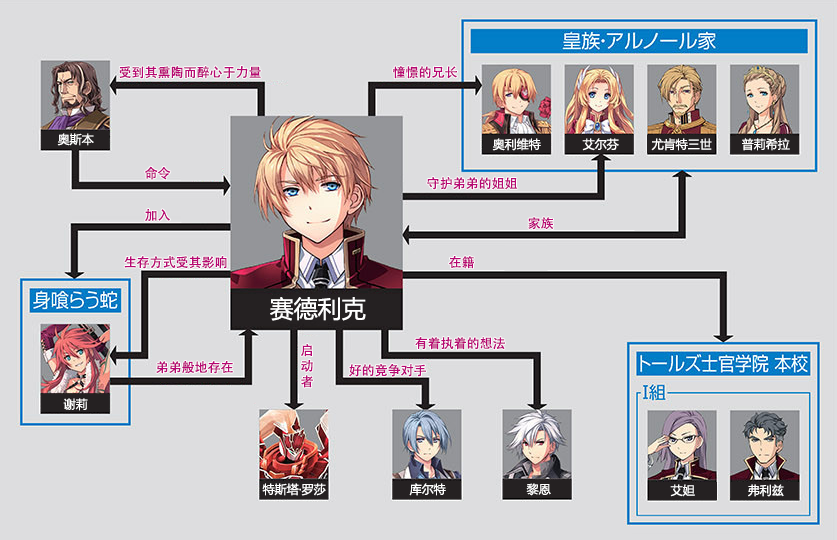 皇族・アルノール家
受到其熏陶而醉心于力量
憧憬的兄长
奥斯本
奥利维特
艾尔芬
尤肯特三世
普莉希拉
命令
守护弟弟的姐姐
加入
家族
生存方式受其影响
在籍
身喰らう蛇
赛德利克
トールズ士官学院 本校
有着执着的想法
启动者
弟弟般地存在
好的竞争对手
I組
谢莉
特斯塔·罗莎
库尔特
黎恩
艾妲
弗利兹